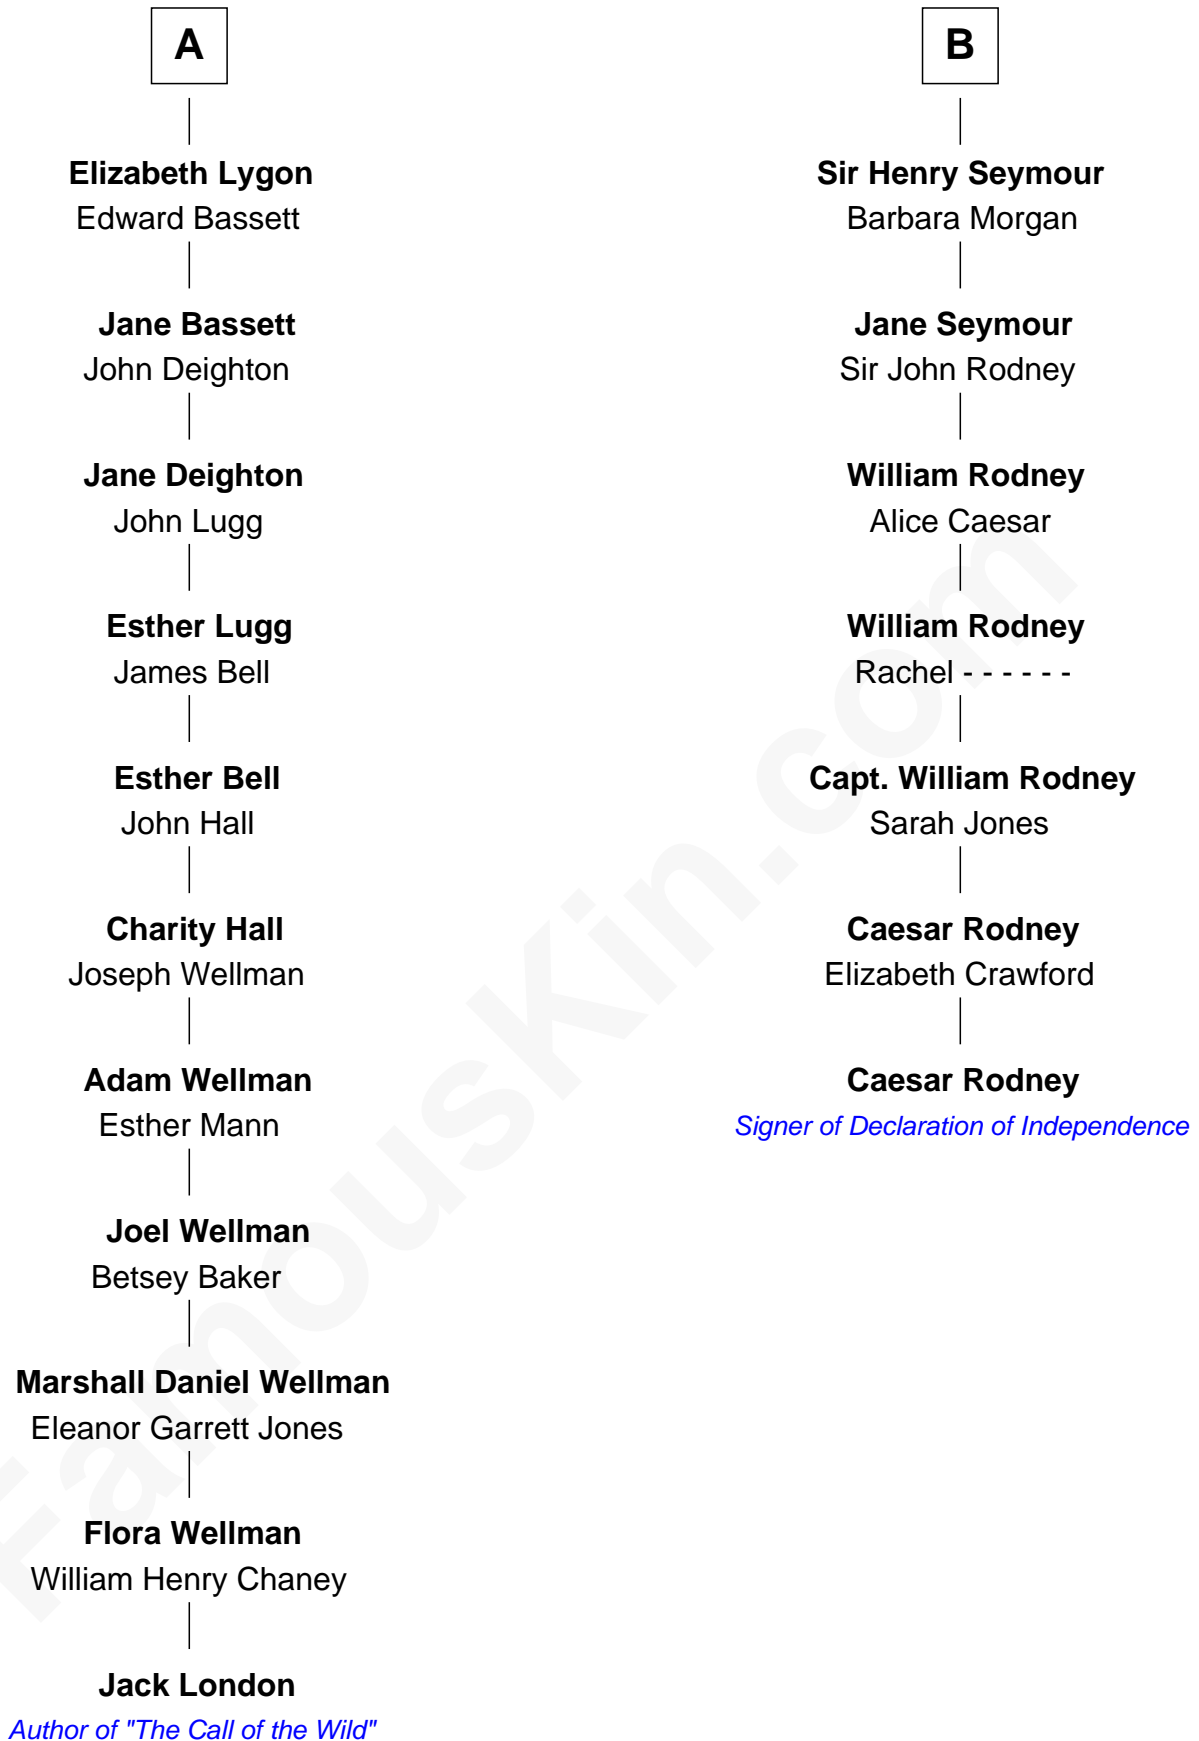 A
Elizabeth Lygon
Edward Bassett
Jane Bassett
John Deighton
Jane Deighton
John Lugg
Esther Lugg
James Bell
Esther Bell
John Hall
Charity Hall
Joseph Wellman
Adam Wellman
Esther Mann
Joel Wellman
Betsey Baker
Marshall Daniel Wellman
Eleanor Garrett Jones
Flora Wellman
William Henry Chaney
Jack London
Author of "The Call of the Wild"
B
Sir Henry Seymour
Barbara Morgan
Jane Seymour
Sir John Rodney
William Rodney
Alice Caesar
William Rodney
Rachel - - - - - -
Capt. William Rodney
Sarah Jones
Caesar Rodney
Elizabeth Crawford
Caesar Rodney
Signer of Declaration of Independence
FamousKin.com